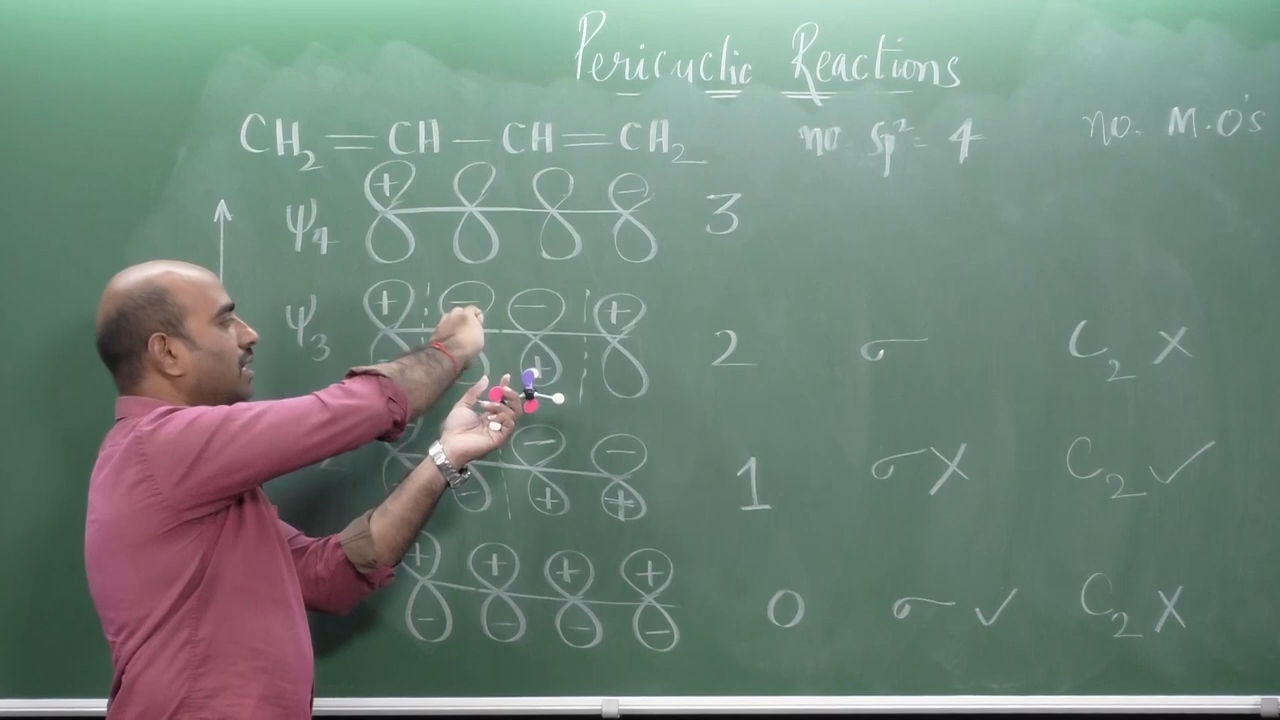 Pericyclic Reactions
CH2 = CH — CH = CH2 no sp² = 4 no. M.O's
ψ4 + − 3
ψ3 + − − + 2 σ C2 X
+
− − 1 σ X C2 ✓
− + +
+ + + + 0 σ ✓ C2 X
− − − −